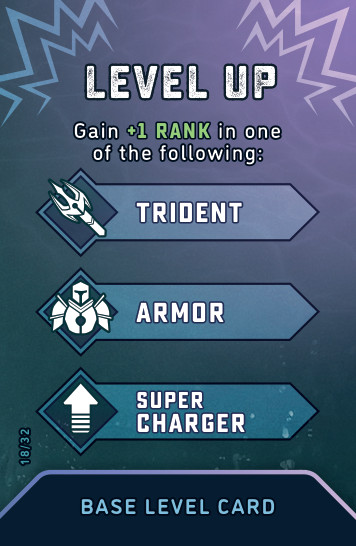 LEVEL UP
Gain +1 RANK in one
of the following:
TRIDENT
ARMOR
SUPER
CHARGER
18/32
BASE LEVEL CARD